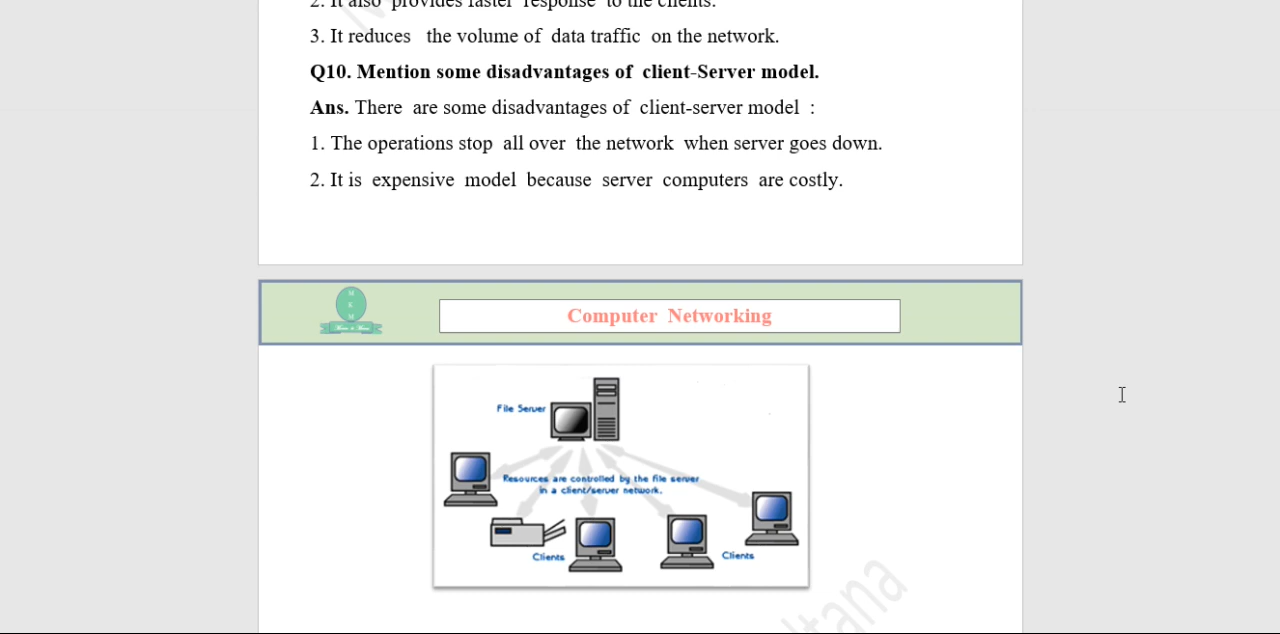 2. It also provides faster response to the clients.
3. It reduces the volume of data traffic on the network.
Q10. Mention some disadvantages of client-Server model.
Ans. There are some disadvantages of client-server model :
1. The operations stop all over the network when server goes down.
2. It is expensive model because server computers are costly.
M
K
M
Computer Networking
File Server
Resources are controlled by the file server
in a client/server network.
Clients
Clients
ltana